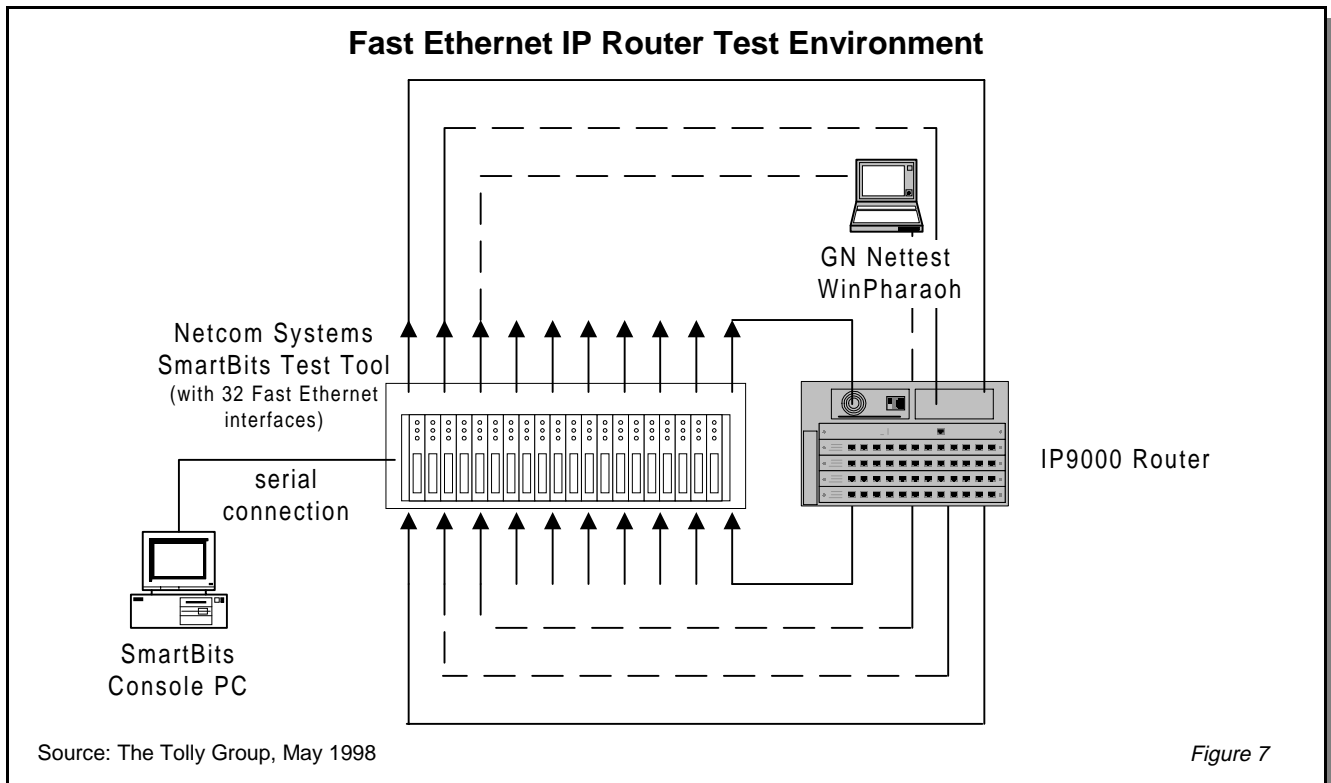 Fast Ethernet IP Router Test Environment
GN Nettest
WinPharaoh
Netcom Systems
SmartBits Test Tool
(with 32 Fast Ethernet
interfaces)
IP9000 Router
serial
connection
SmartBits
Console PC
Source: The Tolly Group, May 1998
Figure 7